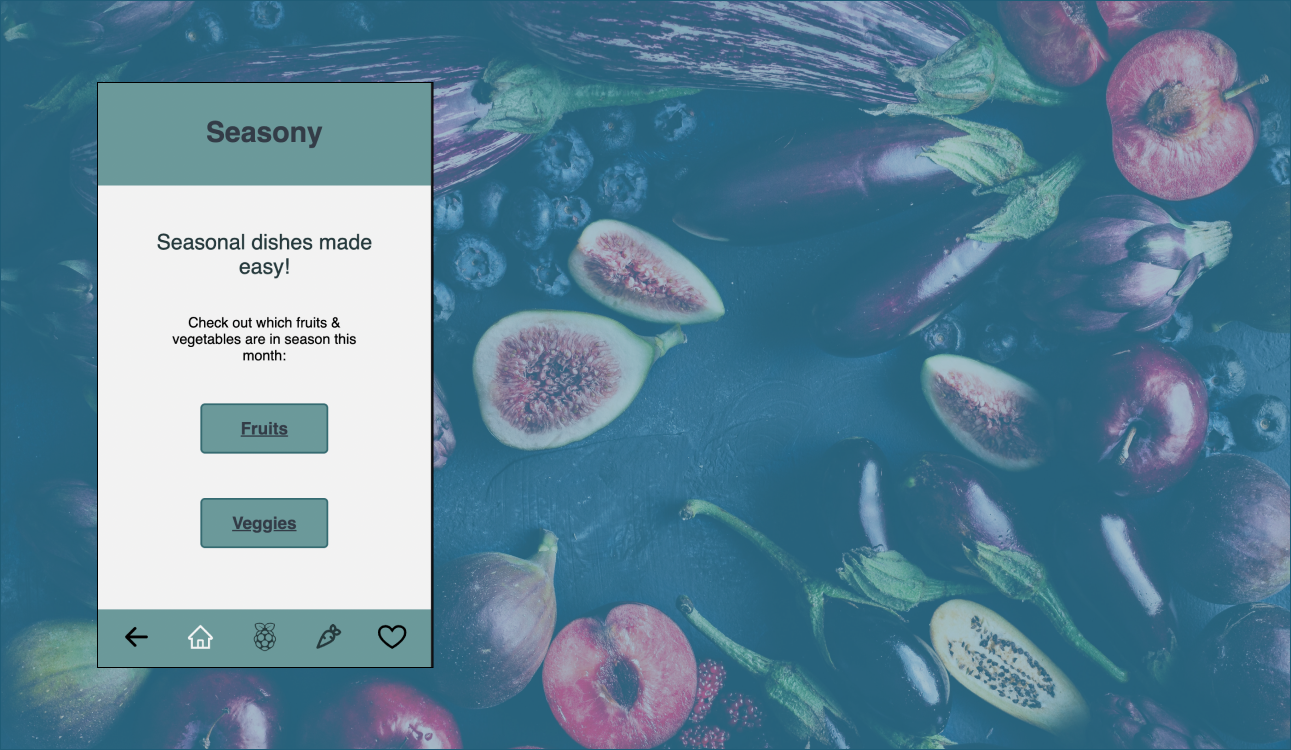 Seasony
Seasonal dishes made
easy!
Check out which fruits &
vegetables are in season this
month:
Fruits
Veggies